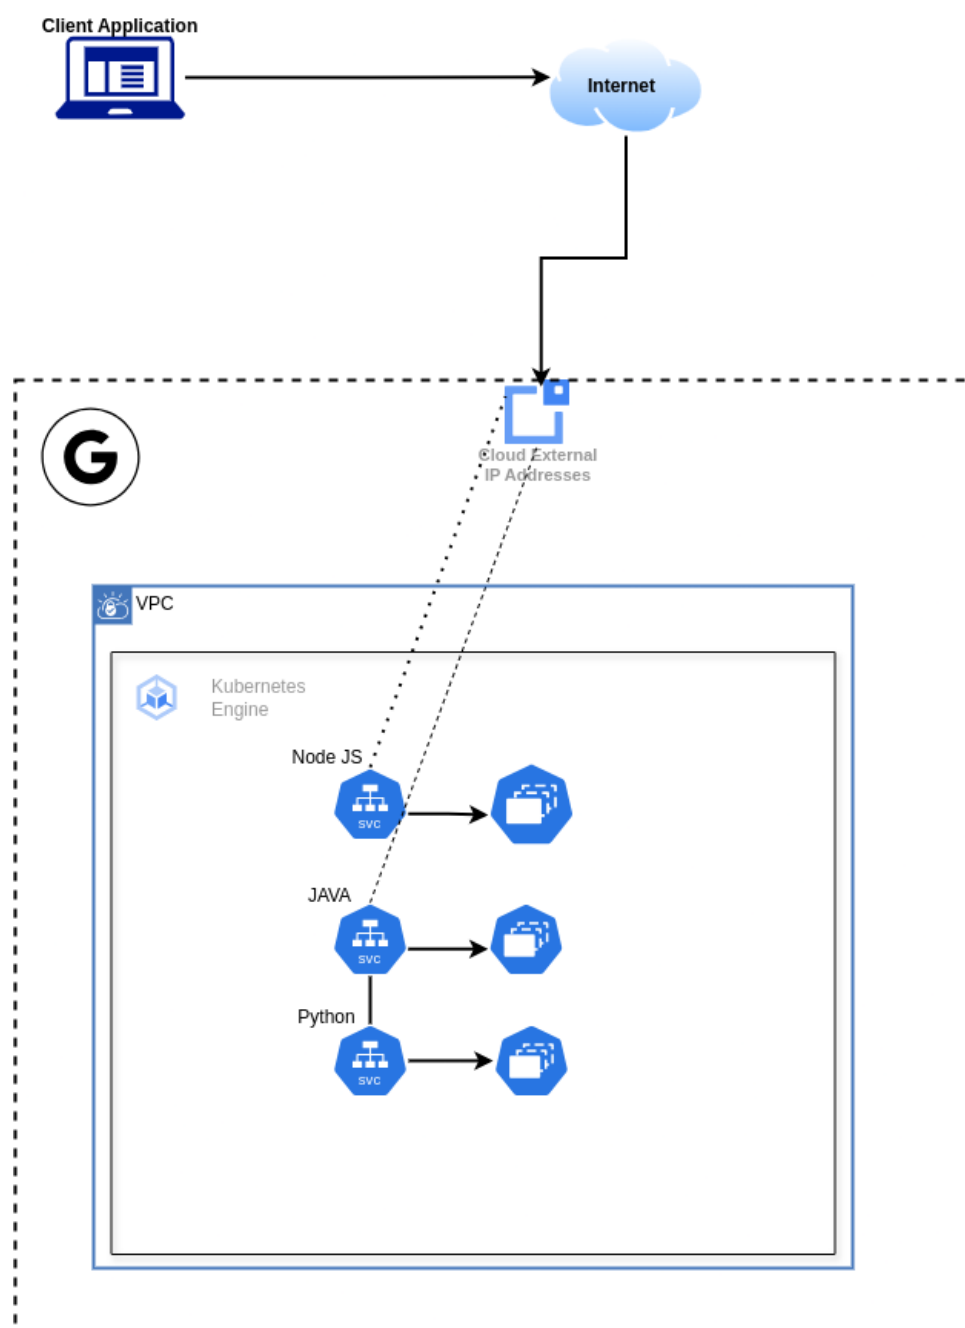 Client Application
Internet
G
Cloud External
IP Addresses
VPC
Kubernetes
Engine
Node JS
svc
JAVA
svc
Python
svc